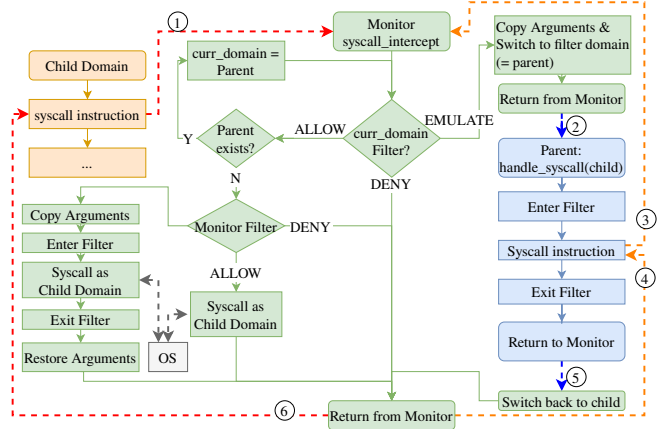 1
Monitor
syscall_intercept
Copy Arguments &
Switch to filter domain
(= parent)
Return from Monitor
Child Domain
syscall instruction
...
curr_domain =
Parent
Parent
exists?
Y
N
ALLOW
curr_domain
Filter?
EMULATE
DENY
2
Parent:
handle_syscall(child)
Enter Filter
Syscall instruction
Exit Filter
Return to Monitor
3
4
5
Switch back to child
Monitor Filter
DENY
ALLOW
Copy Arguments
Enter Filter
Syscall as
Child Domain
Exit Filter
Restore Arguments
OS
Syscall as
Child Domain
6
Return from Monitor